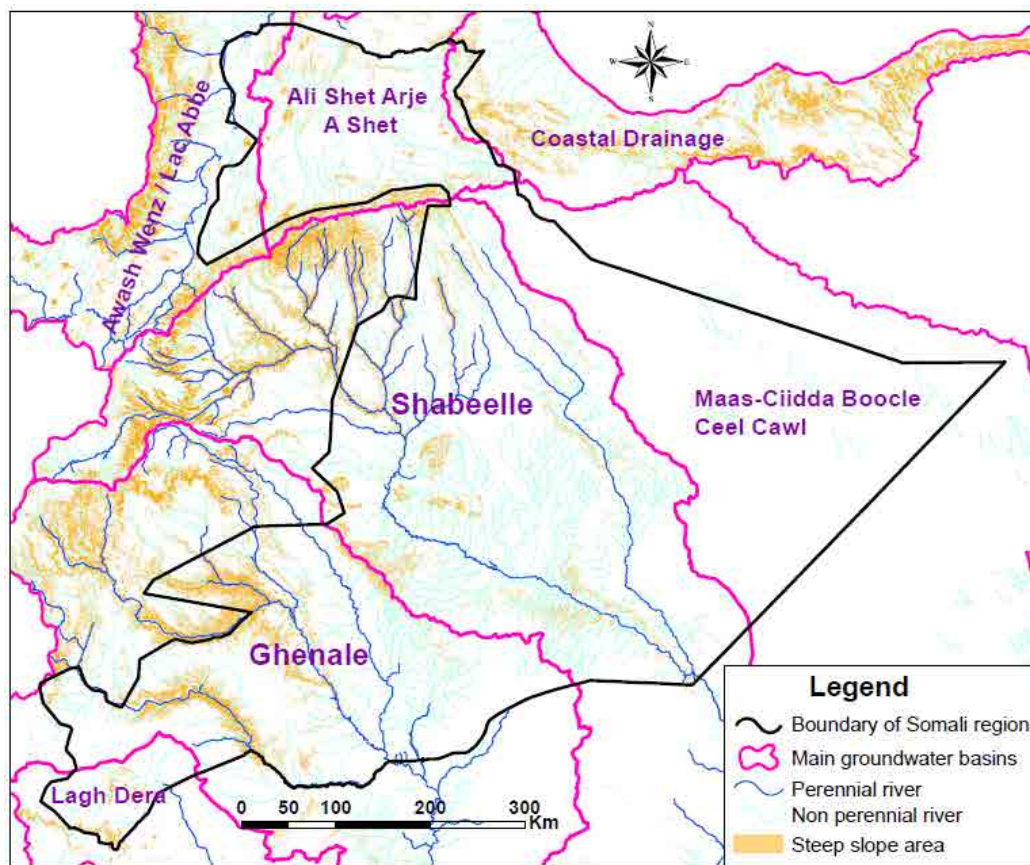 N
W
E
S
Ali Shet Arje
A Shet
Coastal Drainage
Awash Wenz / Lac Abbe
Shabeelle
Maas-Ciidda Boocle
Ceel Cawl
Ghenale
Lagh Dera
0 50 100 200 300
Km
Legend
Boundary of Somali region
Main groundwater basins
Perennial river
Non perennial river
Steep slope area